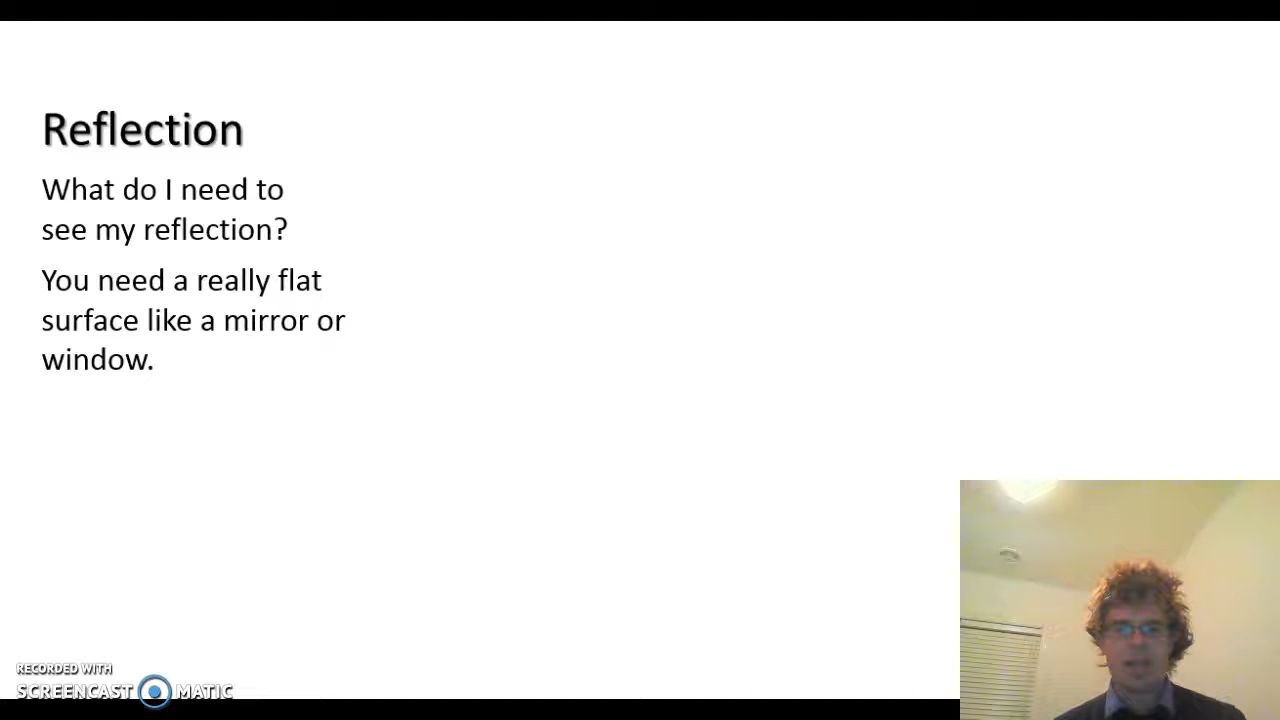 Reflection
What do I need to
see my reflection?
You need a really flat
surface like a mirror or
window.
RECORDED WITH
SCREENCAST MATIC